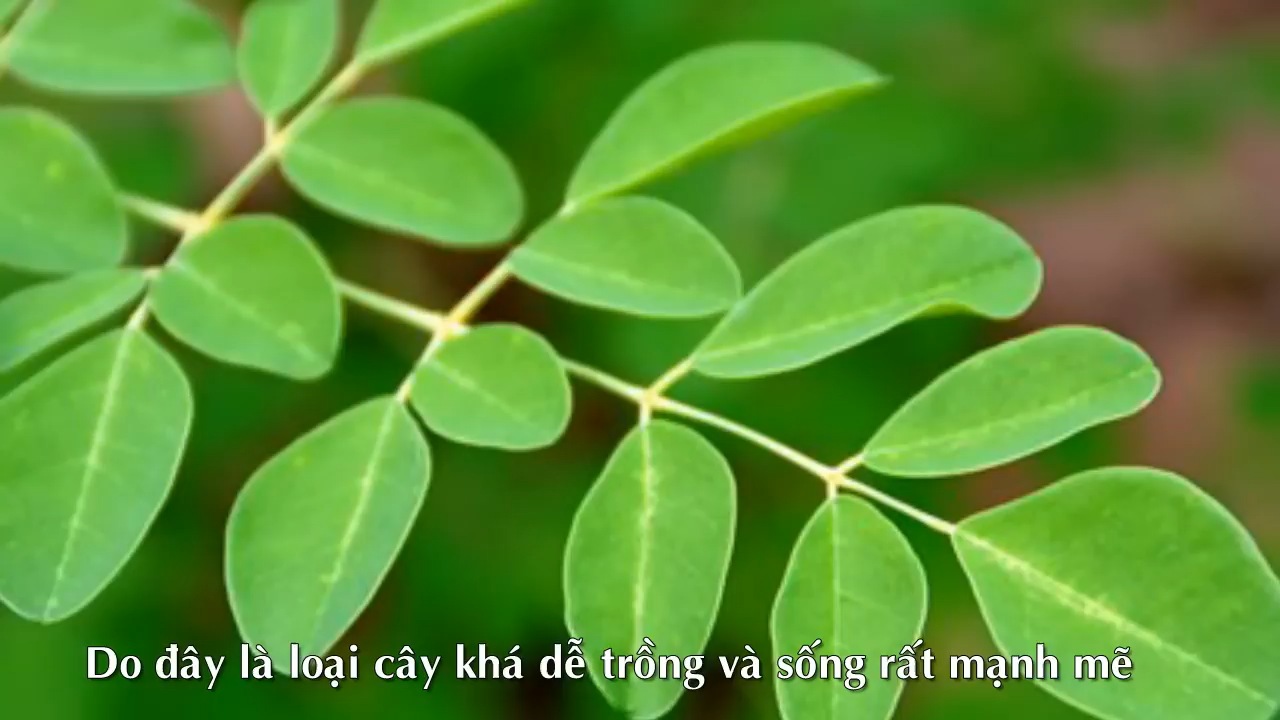 Do đây là loại cây khá dễ trồng và sống rất mạnh mẽ